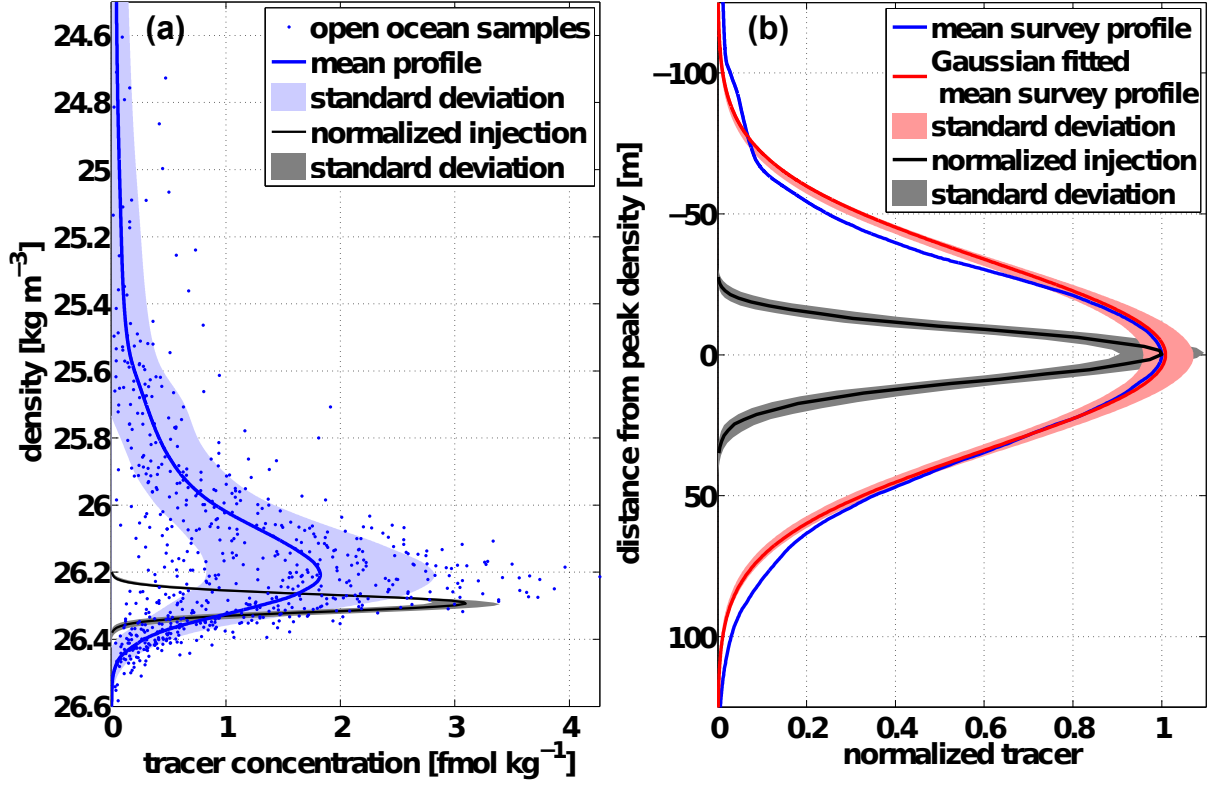 (a)
open ocean samples
mean profile
standard deviation
normalized injection
standard deviation
24.6
24.8
25
25.2
25.4
25.6
25.8
26
26.2
26.4
26.6
density [kg m⁻³]
0 1 2 3 4
tracer concentration [fmol kg⁻¹]
(b)
mean survey profile
Gaussian fitted
mean survey profile
standard deviation
normalized injection
standard deviation
−100
−50
0
50
100
distance from peak density [m]
0 0.2 0.4 0.6 0.8 1
normalized tracer